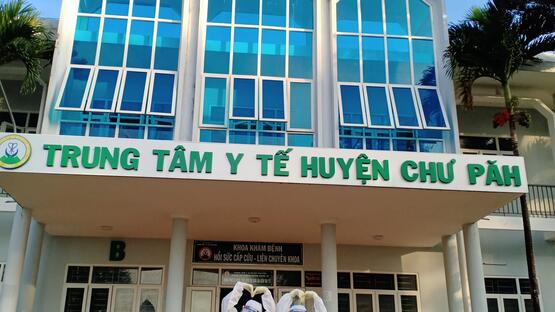 TRUNG TÂM Y TẾ HUYỆN CHƯ PĂH
B
KHOA KHÁM BỆNH
HỒI SỨC CẤP CỨU - LIÊN CHUYÊN KHOA